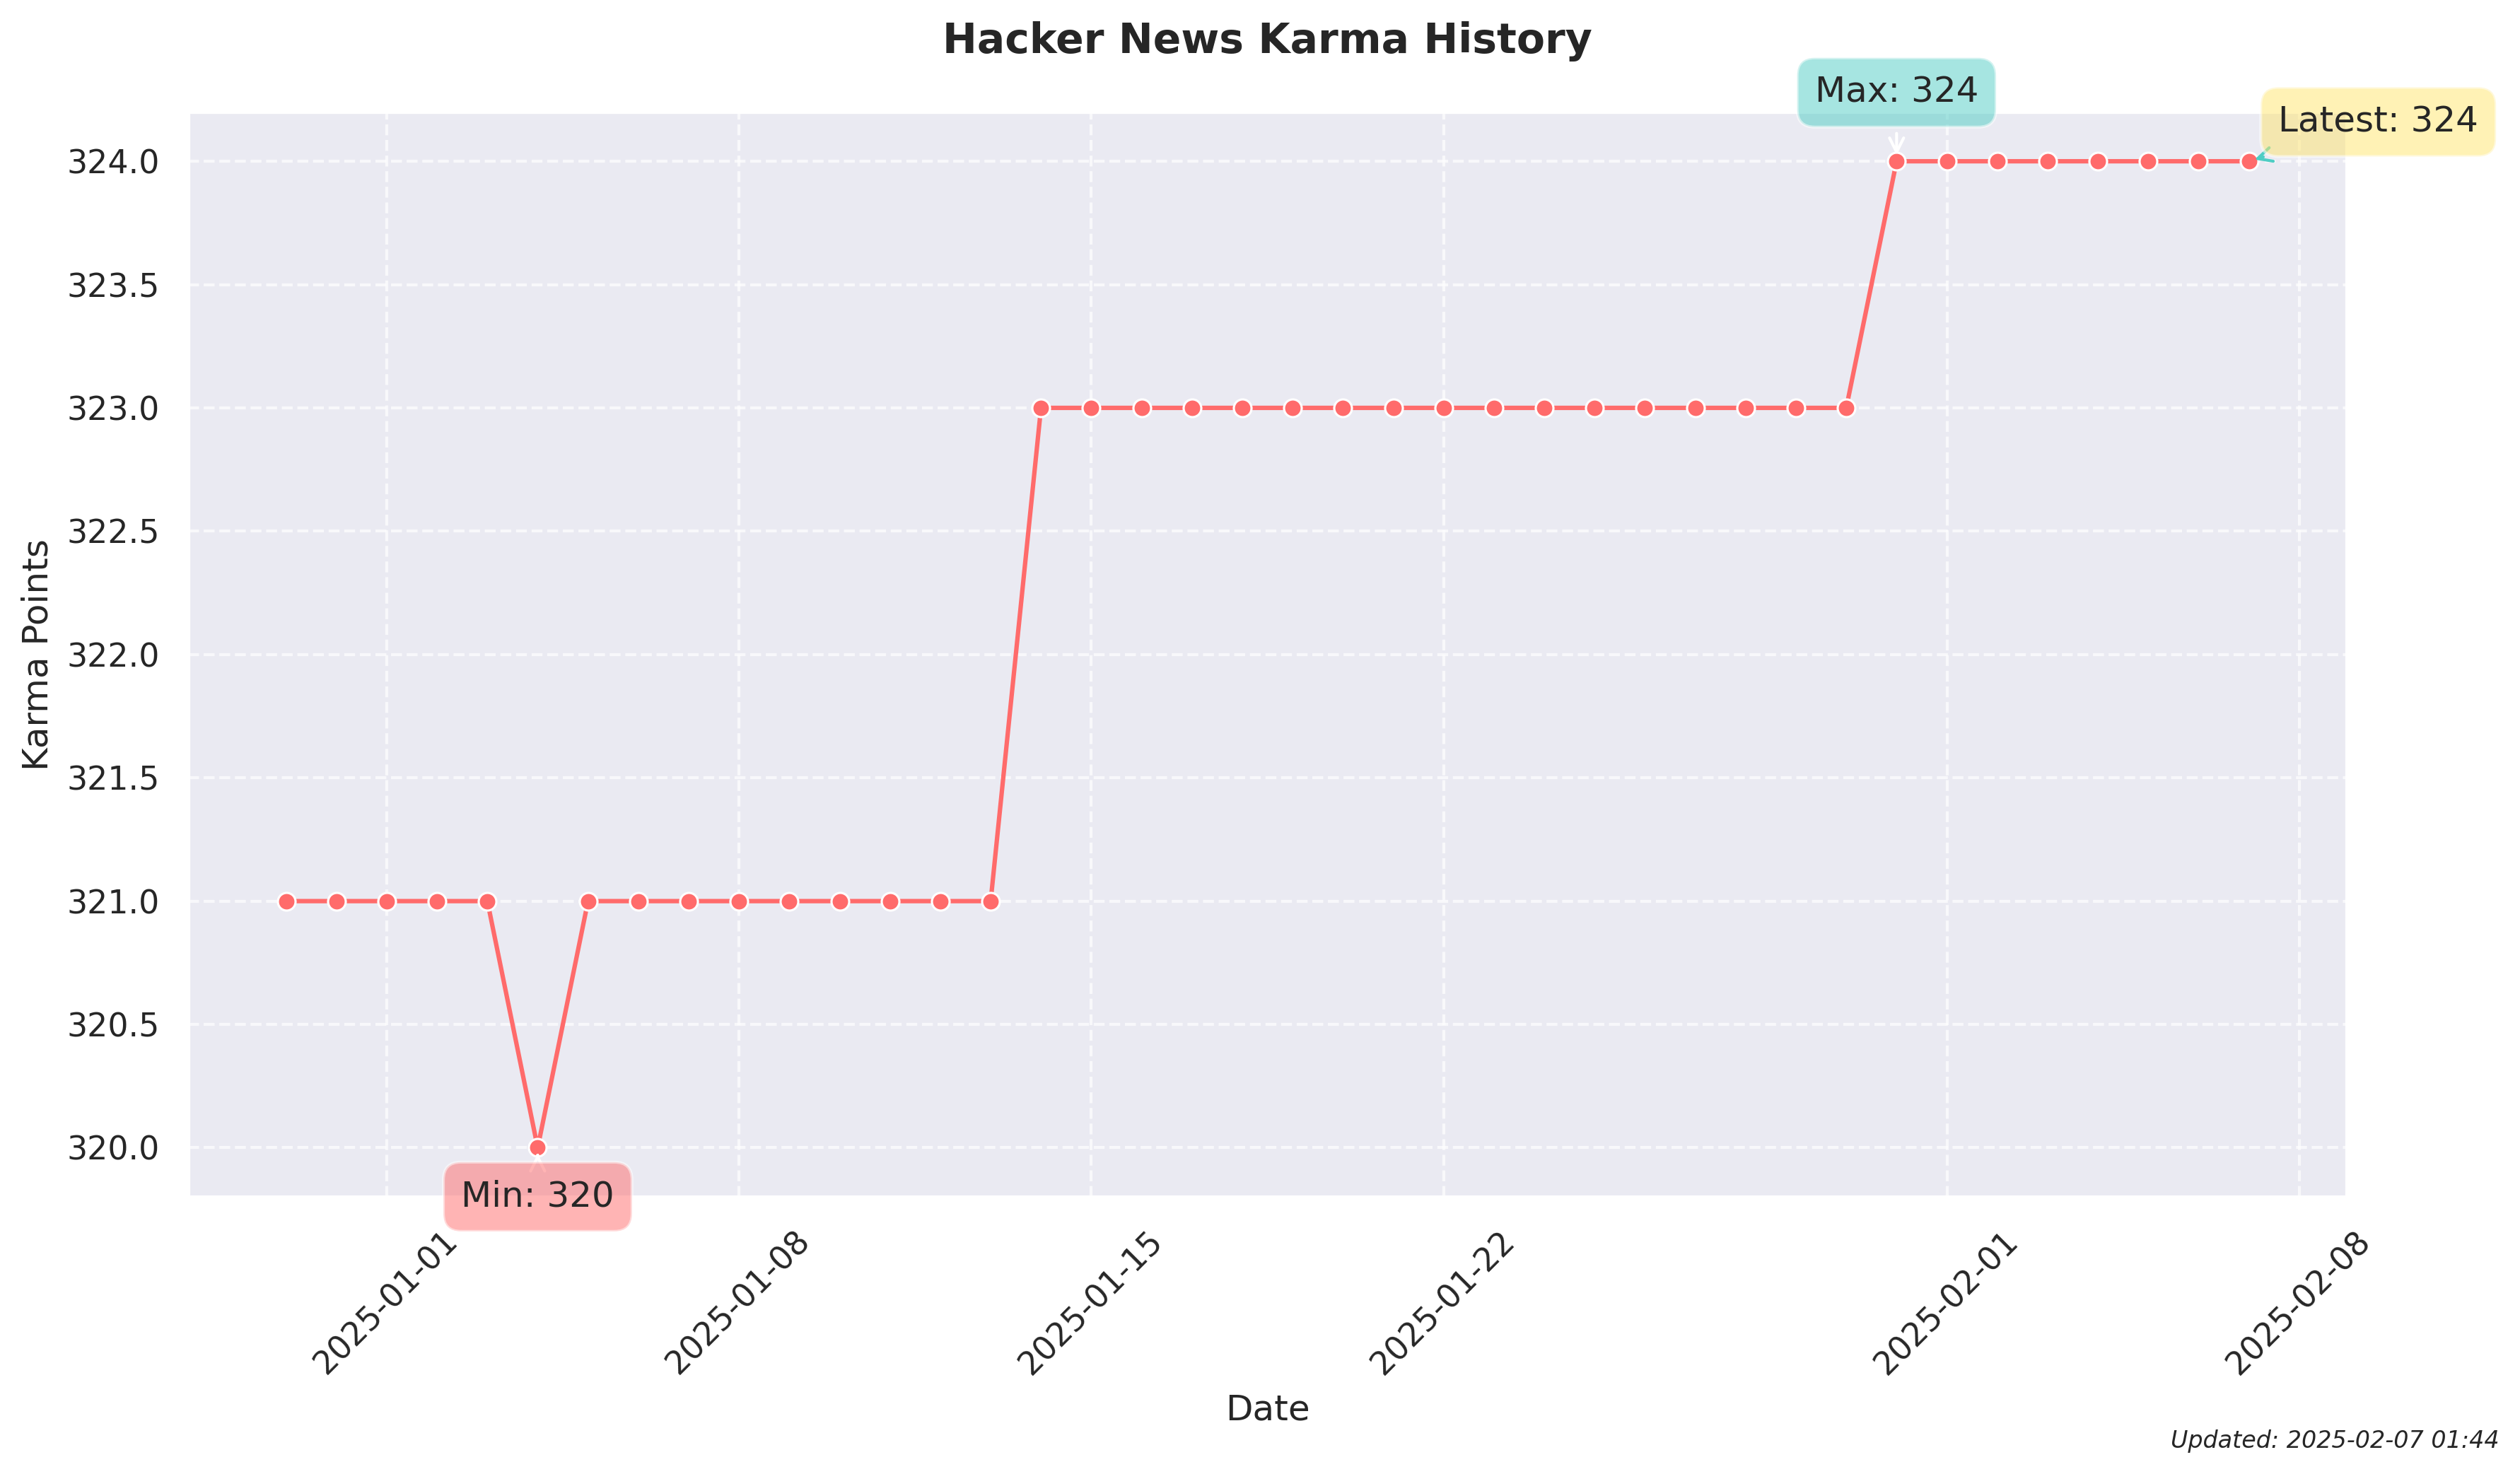 Hacker News Karma History
Max: 324
Latest: 324
324.0
323.5
323.0
322.5
322.0
321.5
321.0
320.5
320.0
Karma Points
Min: 320
2025-01-01
2025-01-08
2025-01-15
2025-01-22
2025-02-01
2025-02-08
Date
Updated: 2025-02-07 01:44